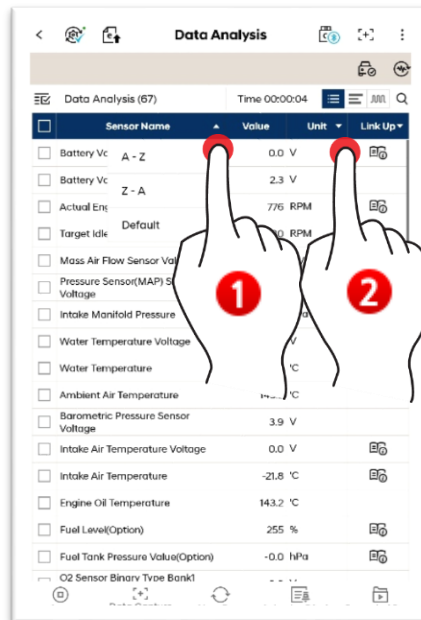 Data Analysis
Data Analysis (67) Time 00:00:04
Sensor Name Value Unit Link Up
Battery Vc 0.0 V
A - Z
Battery Vc 2.3 V
Z - A
Actual Eng 776 RPM
Default
Target Idle RPM
Mass Air Flow Sensor Val
Pressure Sensor(MAP) S
Voltage
Intake Manifold Pressure
Water Temperature Voltage V
Water Temperature °C
Ambient Air Temperature °C
Barometric Pressure Sensor
Voltage 3.9 V
Intake Air Temperature Voltage 0.0 V
Intake Air Temperature -21.8 °C
Engine Oil Temperature 143.2 °C
Fuel Level(Option) 255 %
Fuel Tank Pressure Value(Option) -0.0 hPa
O2 Sensor Binary Type Bank1
1
2